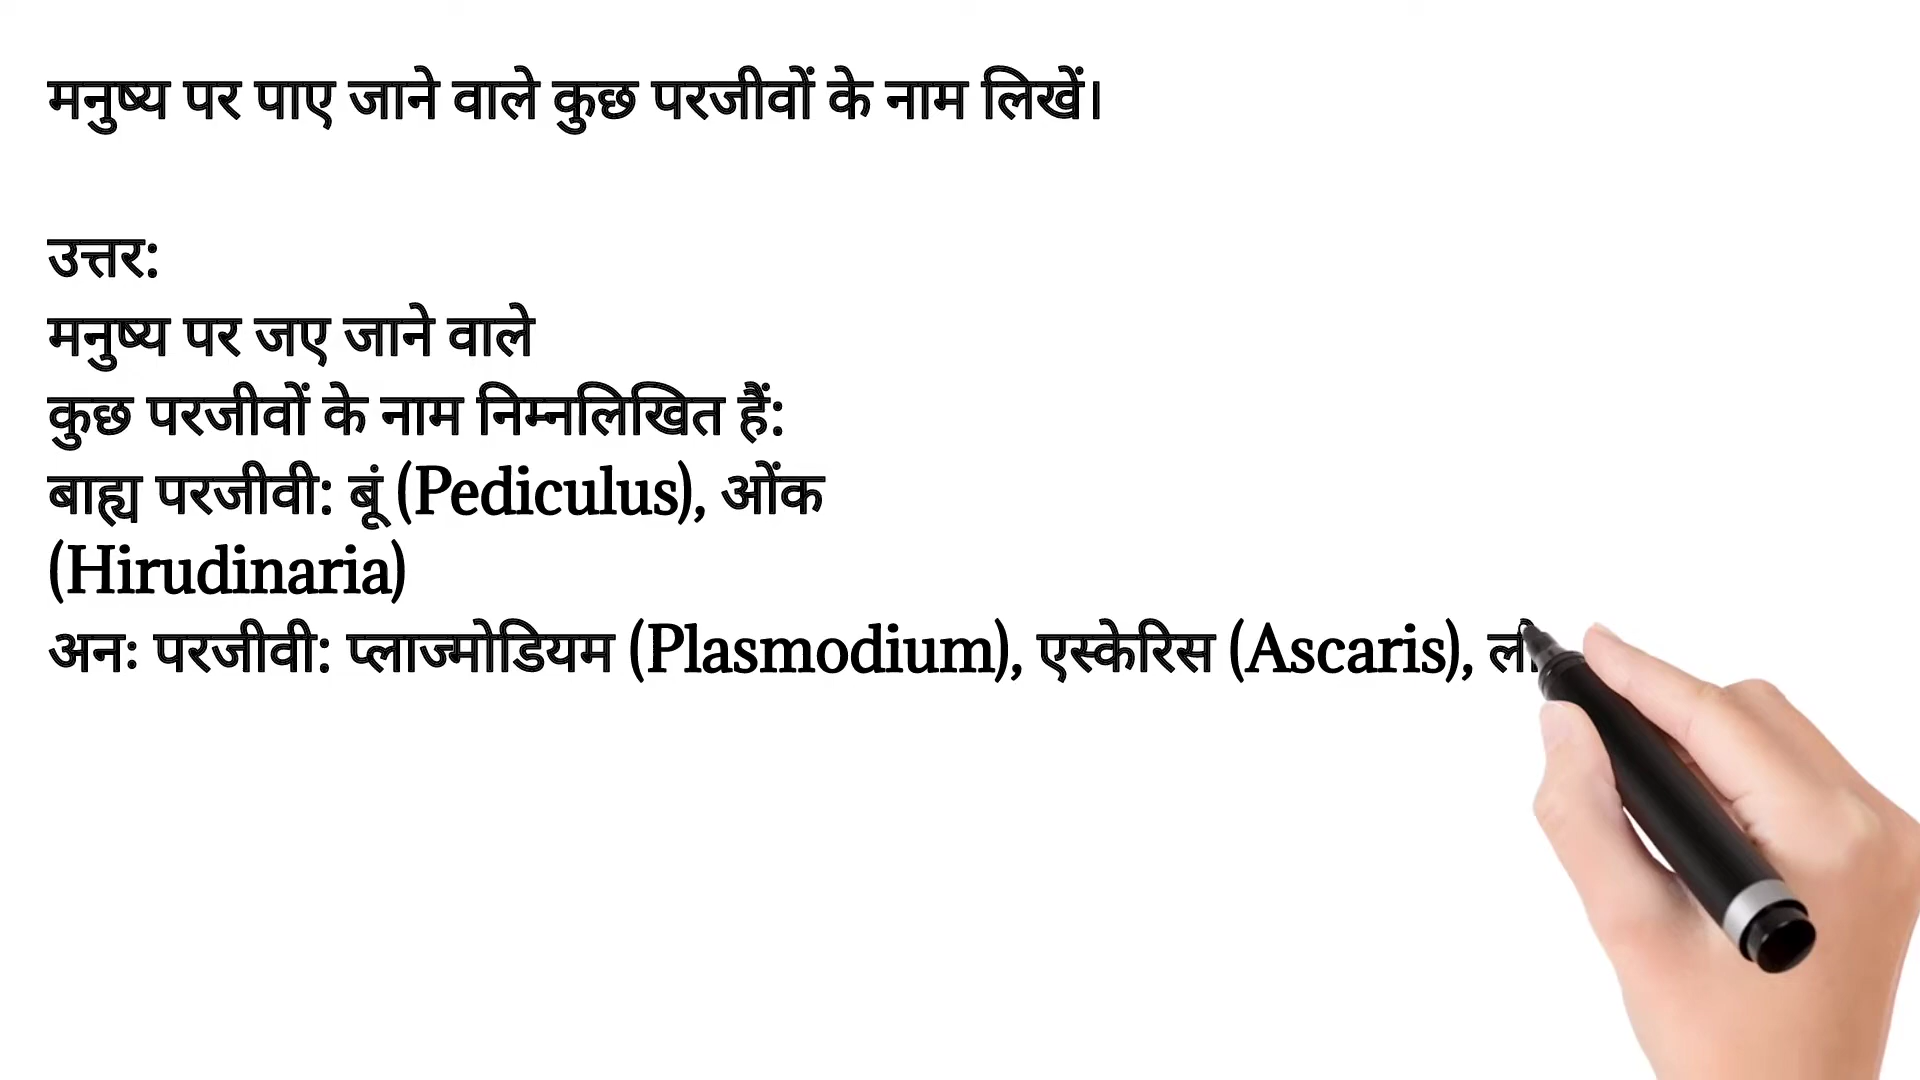 मनुष्य पर पाए जाने वाले कुछ परजीवों के नाम लिखें।
उत्तर:
मनुष्य पर जए जाने वाले
कुछ परजीवों के नाम निम्नलिखित हैं:
बाह्य परजीवी: बूं (Pediculus), ओंक
(Hirudinaria)
अनः परजीवी: प्लाज्मोडियम (Plasmodium), एस्केरिस (Ascaris),